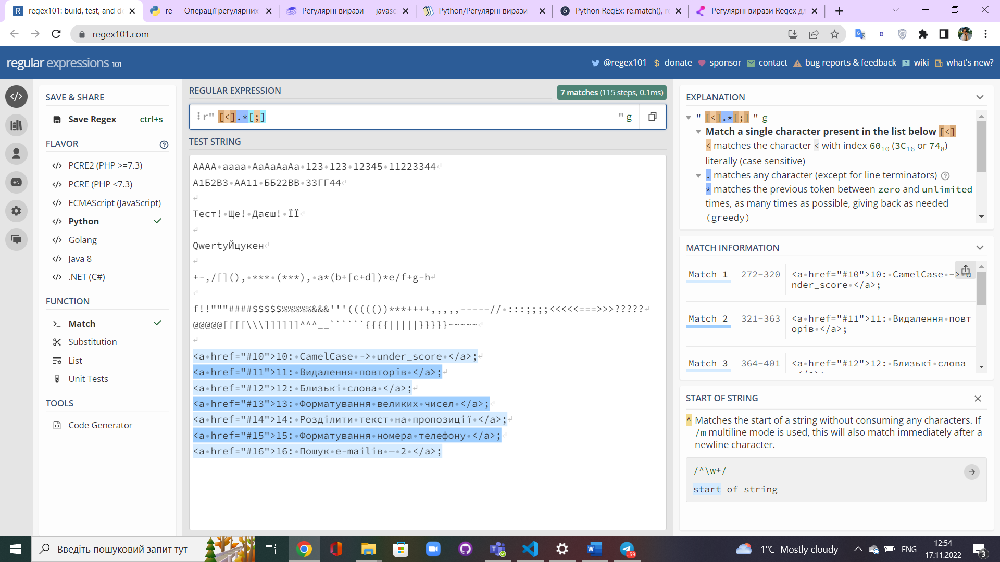 regex101: build, test, and de
re — Операції регулярних
Регулярні вирази — javasc
Python/Регулярні вирази –
Python RegEx: re.match(), re
Регулярні вирази Regex дл
regex101.com
regular expressions 101
@regex101
donate
sponsor
contact
bug reports & feedback
wiki
what's new?
SAVE & SHARE
Save Regex ctrl+s
FLAVOR
PCRE2 (PHP >=7.3)
PCRE (PHP <7.3)
ECMAScript (JavaScript)
Python
Golang
Java 8
.NET (C#)
FUNCTION
Match
Substitution
List
Unit Tests
TOOLS
Code Generator
REGULAR EXPRESSION
7 matches (115 steps, 0.1ms)
r" [<].*[;] " g
TEST STRING
AAAA aaaa AaAaAaAa 123 123 12345 11223344
А1Б2В3 АА11 ББ22ВВ 33ГГ44
Тест! Ще! Даєш! ЇЇ
QwertyЙцукен
+-,/[](), *** (***), a*(b+[c+d])*e/f+g-h
f!!"""####$$$$$%%%%%&&&'''((((())***++++,,,,,-----// :::;;;;<<<<<===>>>?????
@@@@@[[[[\\\]]]]]]^^^__``````{{{{|||||}}}}}~~~~~
<a href="#10">10: CamelCase -> under_score </a>;
<a href="#11">11: Видалення повторів </a>;
<a href="#12">12: Близькі слова </a>;
<a href="#13">13: Форматування великих чисел </a>;
<a href="#14">14: Розділити текст на пропозиції </a>;
<a href="#15">15: Форматування номера телефону </a>;
<a href="#16">16: Пошук e-mailів — 2 </a>;
EXPLANATION
" [<].*[;] " g
Match a single character present in the list below [<]
< matches the character < with index 60₁₀ (3C₁₆ or 74₈)
literally (case sensitive)
. matches any character (except for line terminators)
* matches the previous token between zero and unlimited
times, as many times as possible, giving back as needed
(greedy)
MATCH INFORMATION
Match 1 272-320 <a href="#10">10: CamelCase -> u
nder_score </a>;
Match 2 321-363 <a href="#11">11: Видалення повт
орів </a>;
Match 3 364-401 <a href="#12">12: Близькі слова
</a>;
START OF STRING
^ Matches the start of a string without consuming any characters. If
/m multiline mode is used, this will also match immediately after a
newline character.
/^\w+/
start of string
Введіть пошуковий запит тут
..59
-1°C Mostly cloudy
ENG
12:54
17.11.2022
3